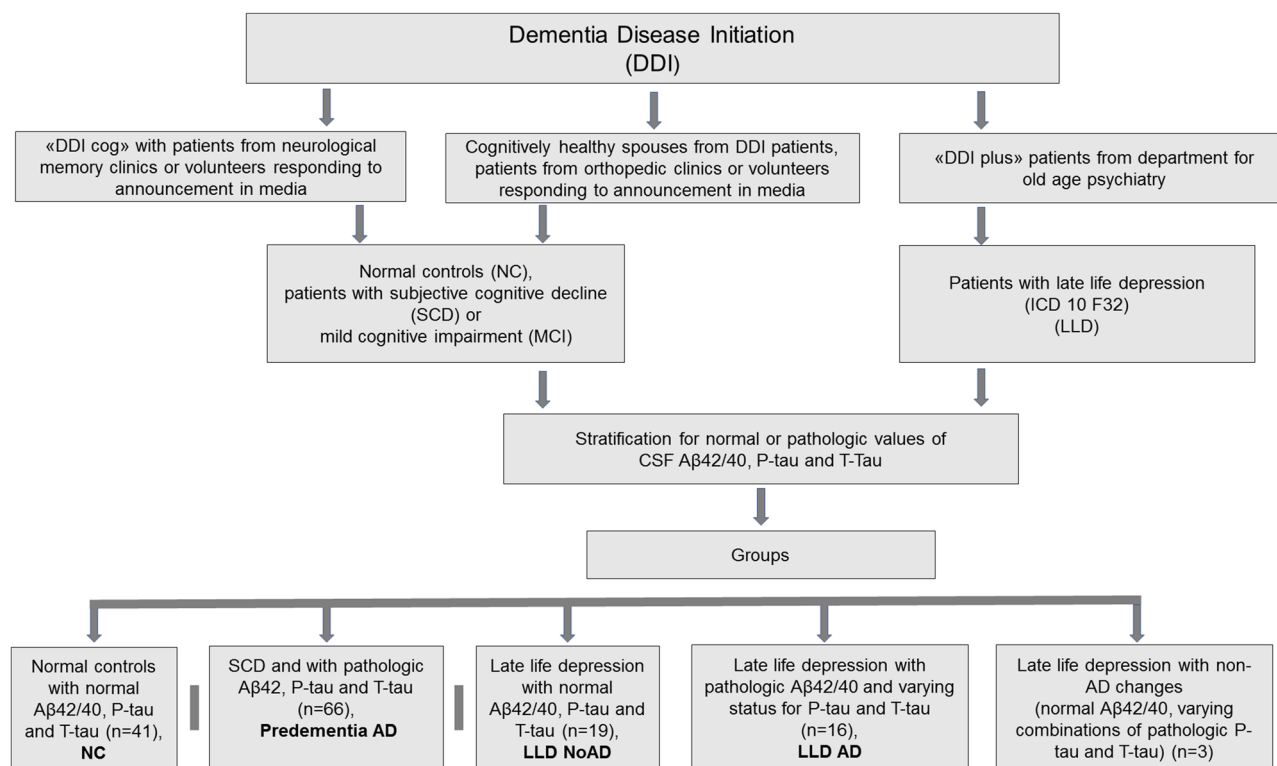 Dementia Disease Initiation
(DDI)
«DDI cog» with patients from neurological
memory clinics or volunteers responding to
announcement in media
Cognitively healthy spouses from DDI patients,
patients from orthopedic clinics or volunteers
responding to announcement in media
«DDI plus» patients from department for
old age psychiatry
Normal controls (NC),
patients with subjective cognitive decline
(SCD) or
mild cognitive impairment (MCI)
Patients with late life depression
(ICD 10 F32)
(LLD)
Stratification for normal or pathologic values of
CSF Aβ42/40, P-tau and T-Tau
Groups
Normal controls
with normal
Aβ42/40, P-tau
and T-tau (n=41),
NC
SCD and with pathologic
Aβ42, P-tau and T-tau
(n=66),
Predementia AD
Late life depression
with normal
Aβ42/40, P-tau and
T-tau (n=19),
LLD NoAD
Late life depression with
pathologic Aβ42/40 and varying
status for P-tau and T-tau
(n=16),
LLD AD
Late life depression with non-
AD changes
(normal Aβ42/40, varying
combinations of pathologic P-
tau and T-tau) (n=3)